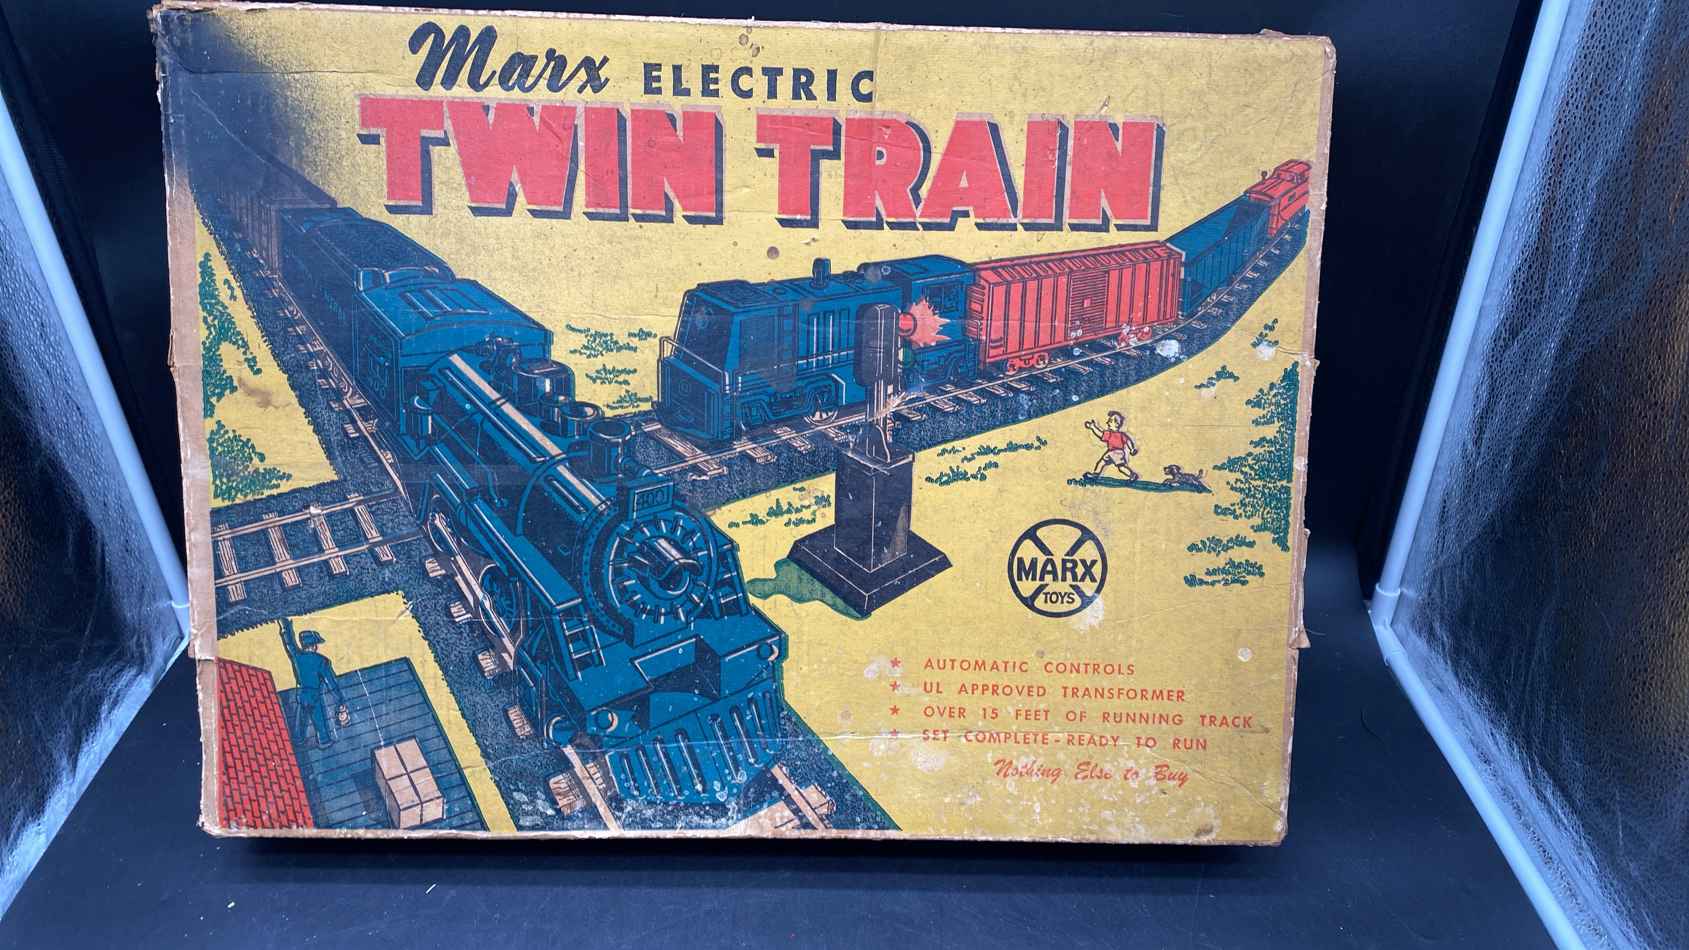 Marx ELECTRIC
TWIN TRAIN
MARX
TOYS
★ AUTOMATIC CONTROLS
★ UL APPROVED TRANSFORMER
★ OVER 15 FEET OF RUNNING TRACK
★ SET COMPLETE - READY TO RUN
Nothing Else to Buy